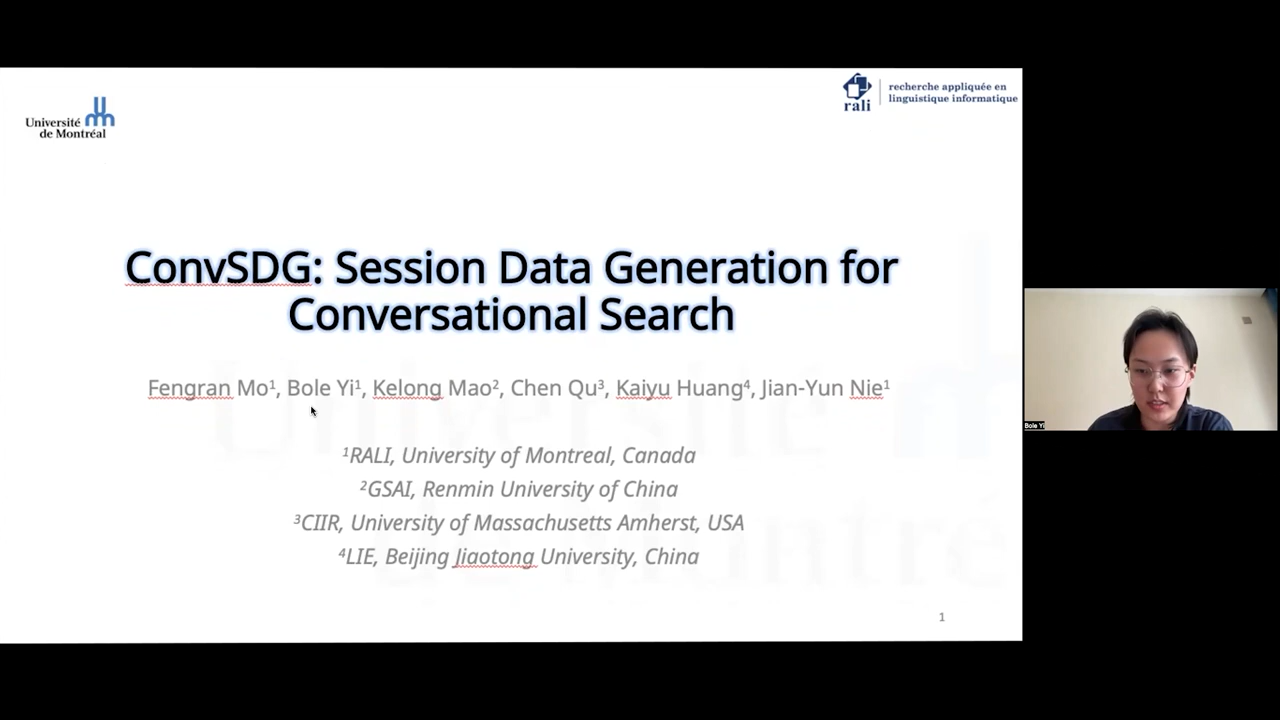 Université
de Montréal
rali
recherche appliquée en
linguistique informatique
ConvSDG: Session Data Generation for
Conversational Search
Fengran Mo¹, Bole Yi¹, Kelong Mao², Chen Qu³, Kaiyu Huang⁴, Jian-Yun Nie¹
¹RALI, University of Montreal, Canada
²GSAI, Renmin University of China
³CIIR, University of Massachusetts Amherst, USA
⁴LIE, Beijing Jiaotong University, China
1
Bole Yi